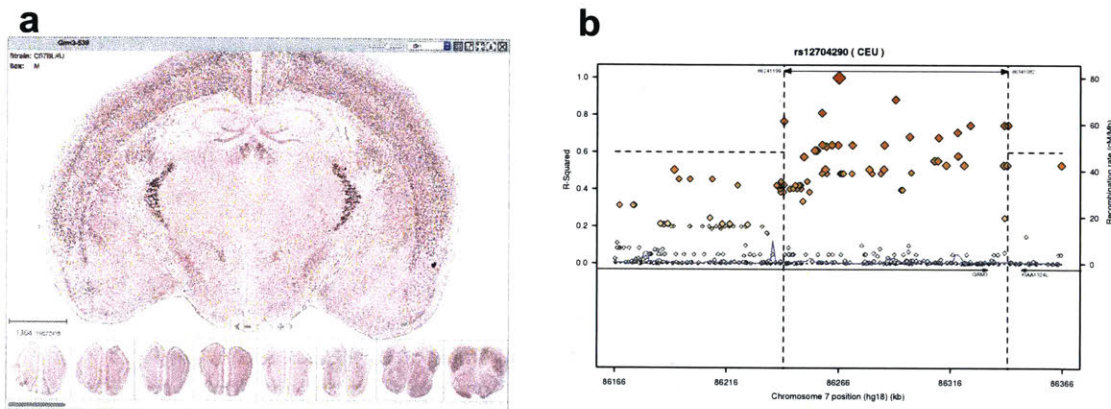 a
Grm3-539
Strain:
Sex: M
1364 microns
b
rs12704290 ( CEU )
1.0
0.8
0.6
0.4
0.2
0.0
R-Squared
80
60
40
20
0
Recombination rate (cM/Mb)
GRM3
86166
86216
86266
86316
86366
Chromosome 7 position (hg18) (kb)